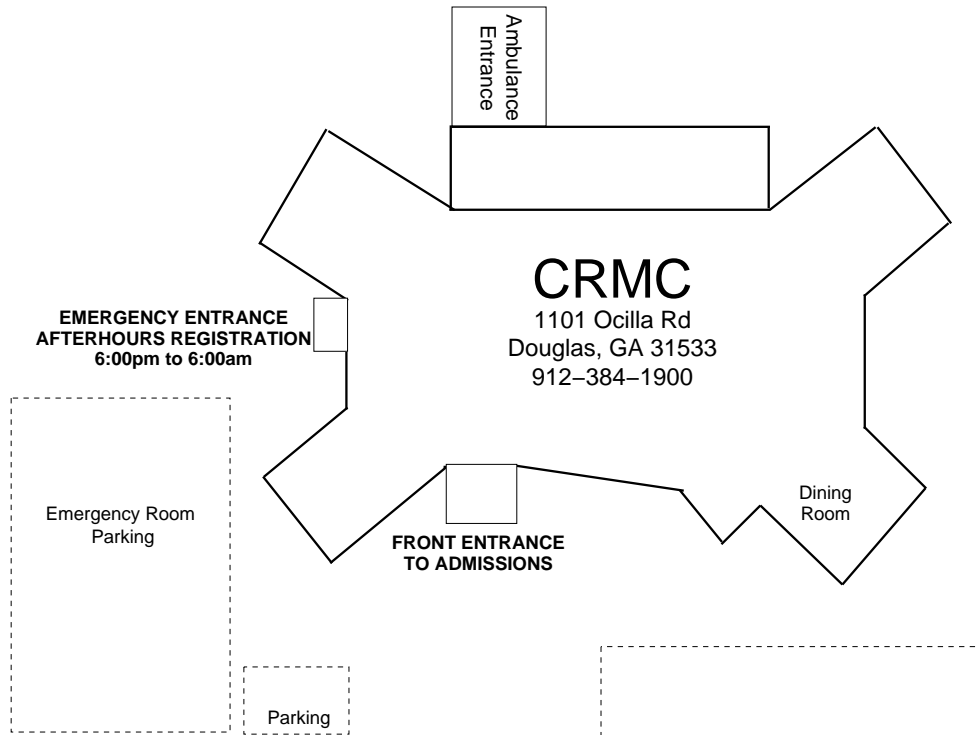 Ambulance
Entrance
CRMC
1101 Ocilla Rd
Douglas, GA 31533
912−384−1900
EMERGENCY ENTRANCE
AFTERHOURS REGISTRATION
6:00pm to 6:00am
Emergency Room
Parking
Dining
Room
FRONT ENTRANCE
TO ADMISSIONS
Parking